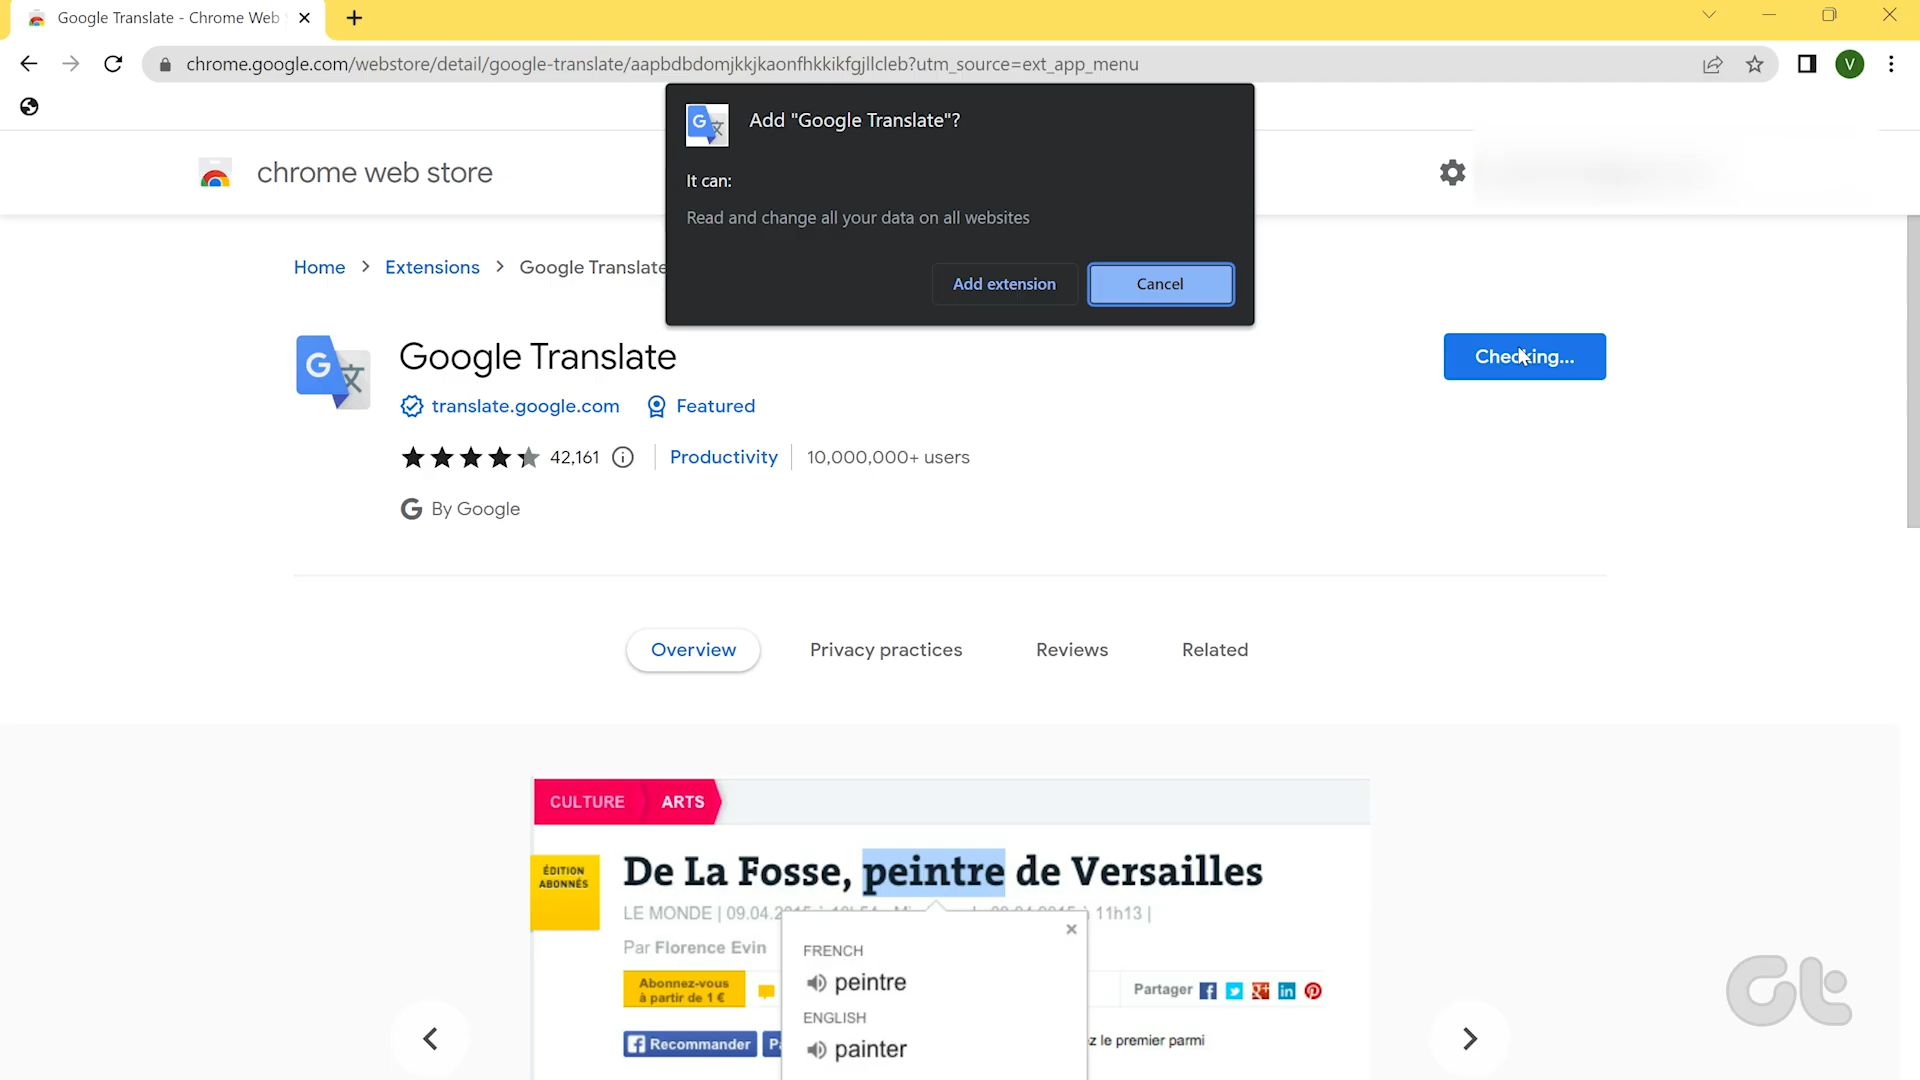 Google Translate - Chrome Web
chrome.google.com/webstore/detail/google-translate/aapbdbdomjkkjkaonfhkkikfgjllcleb?utm_source=ext_app_menu
V
Add "Google Translate"?
It can:
Read and change all your data on all websites
Add extension
Cancel
chrome web store
Home > Extensions > Google Translate
Google Translate
Checking...
translate.google.com
Featured
42,161
Productivity
10,000,000+ users
By Google
Overview
Privacy practices
Reviews
Related
CULTURE ARTS
ÉDITION
ABONNÉS
De La Fosse, peintre de Versailles
LE MONDE | 09.04.2015 à 11h13 |
Par Florence Evin
FRENCH
peintre
ENGLISH
painter
Abonnez-vous
à partir de 1 €
Partager
Recommander
z le premier parmi
Gt